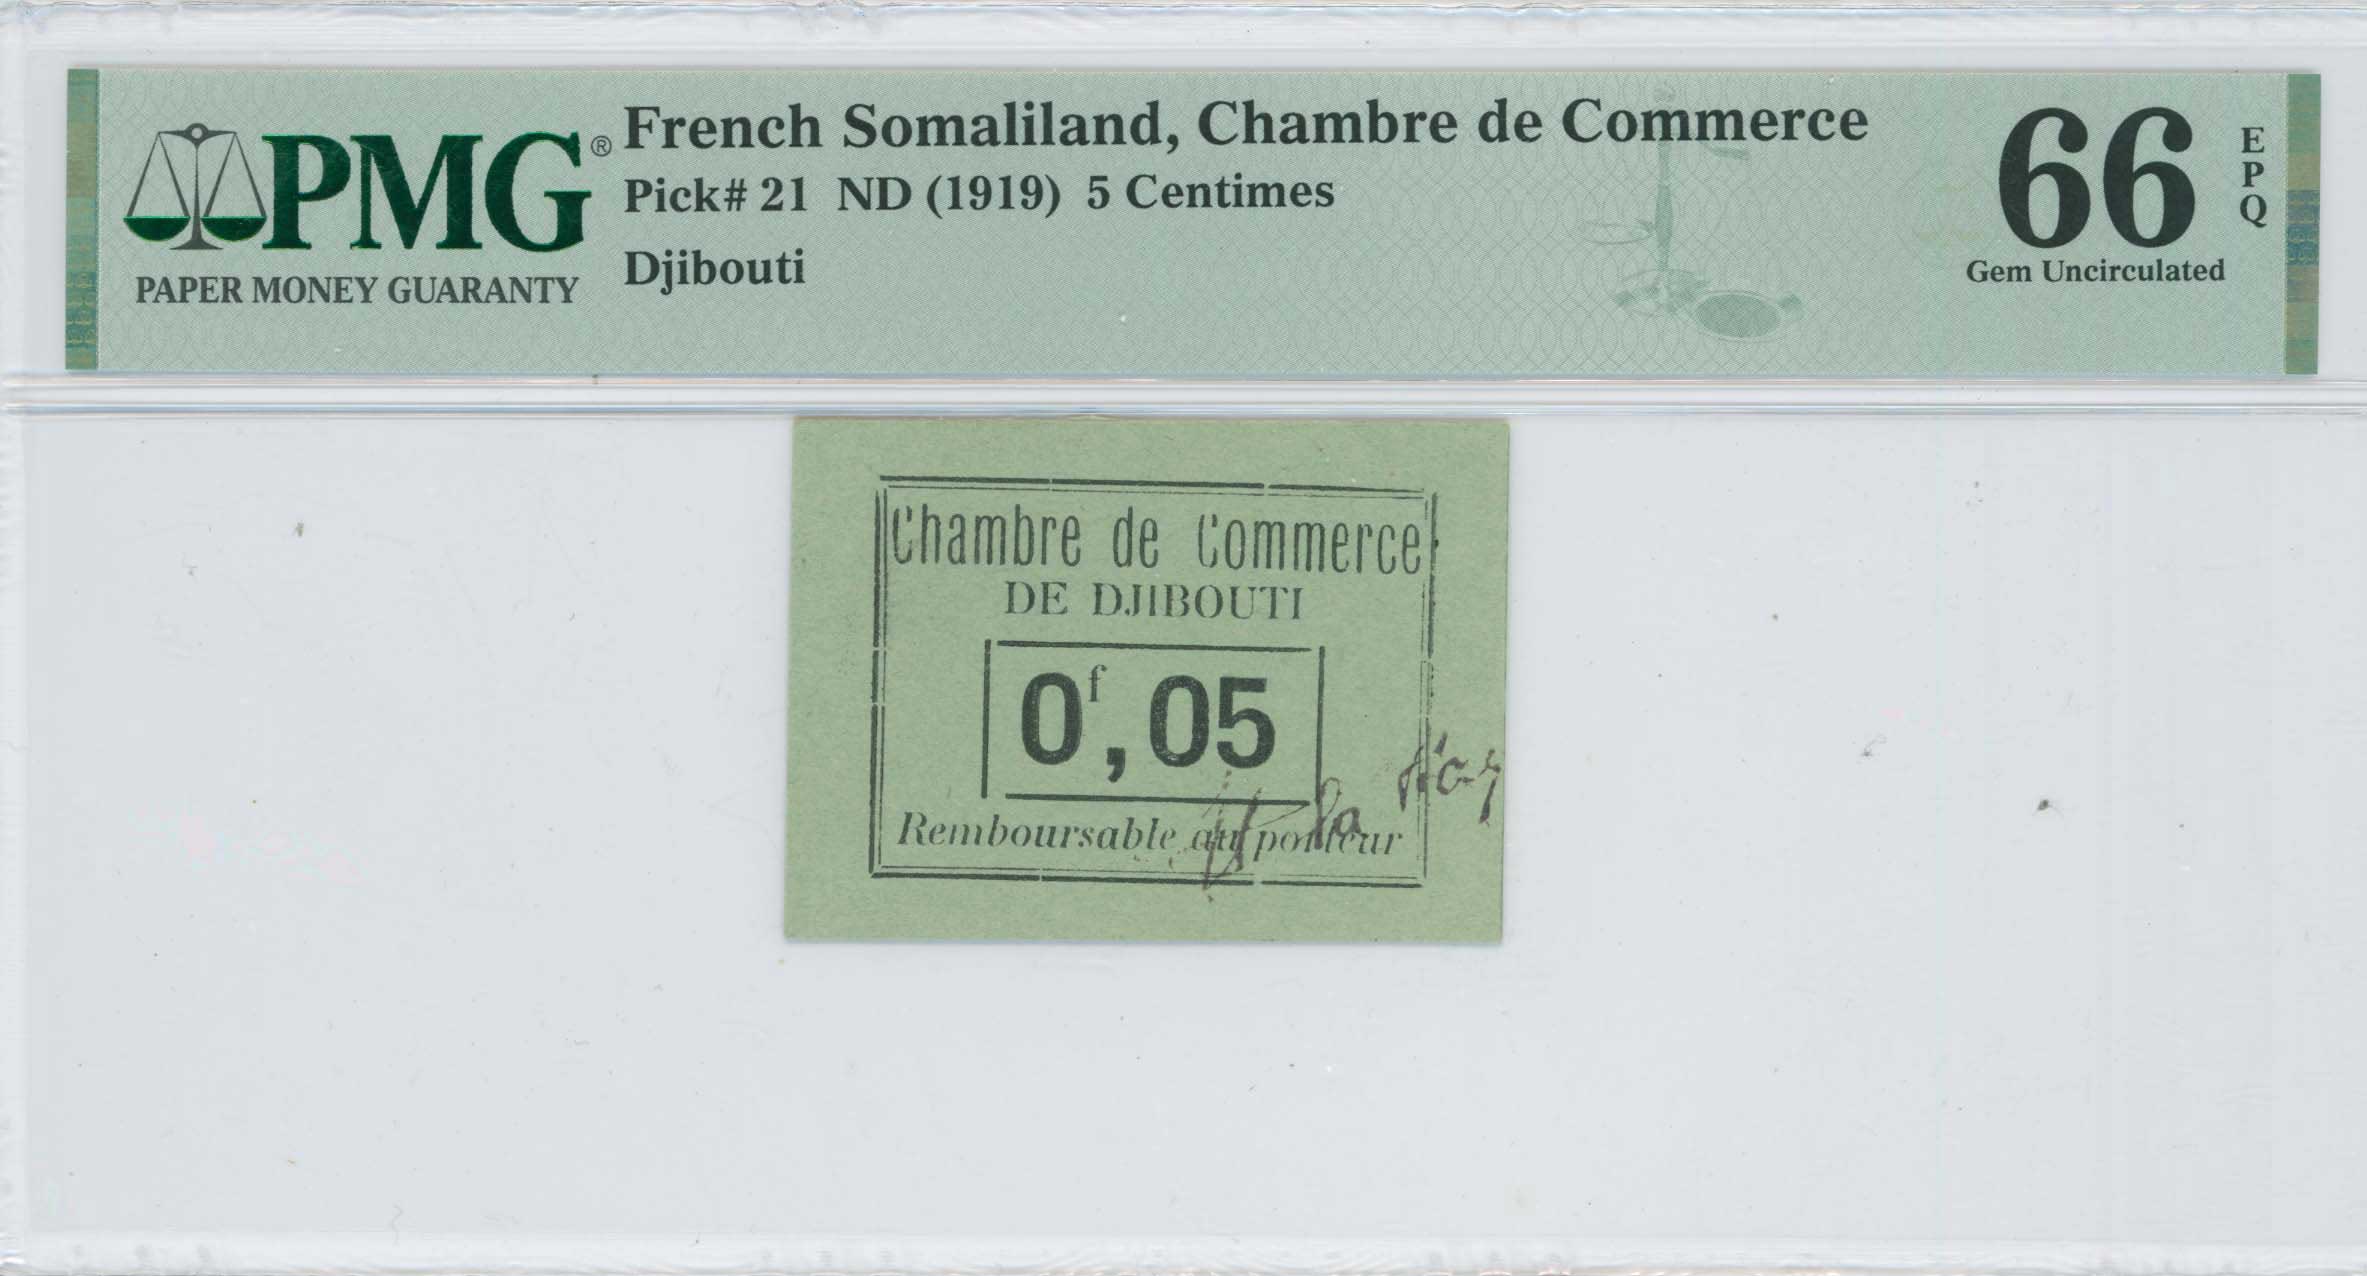 PMG®
PAPER MONEY GUARANTY
French Somaliland, Chambre de Commerce
Pick# 21 ND (1919) 5 Centimes
Djibouti
66
EPQ
Gem Uncirculated
Chambre de Commerce
DE DJIBOUTI
0f,05
Remboursable au porteur